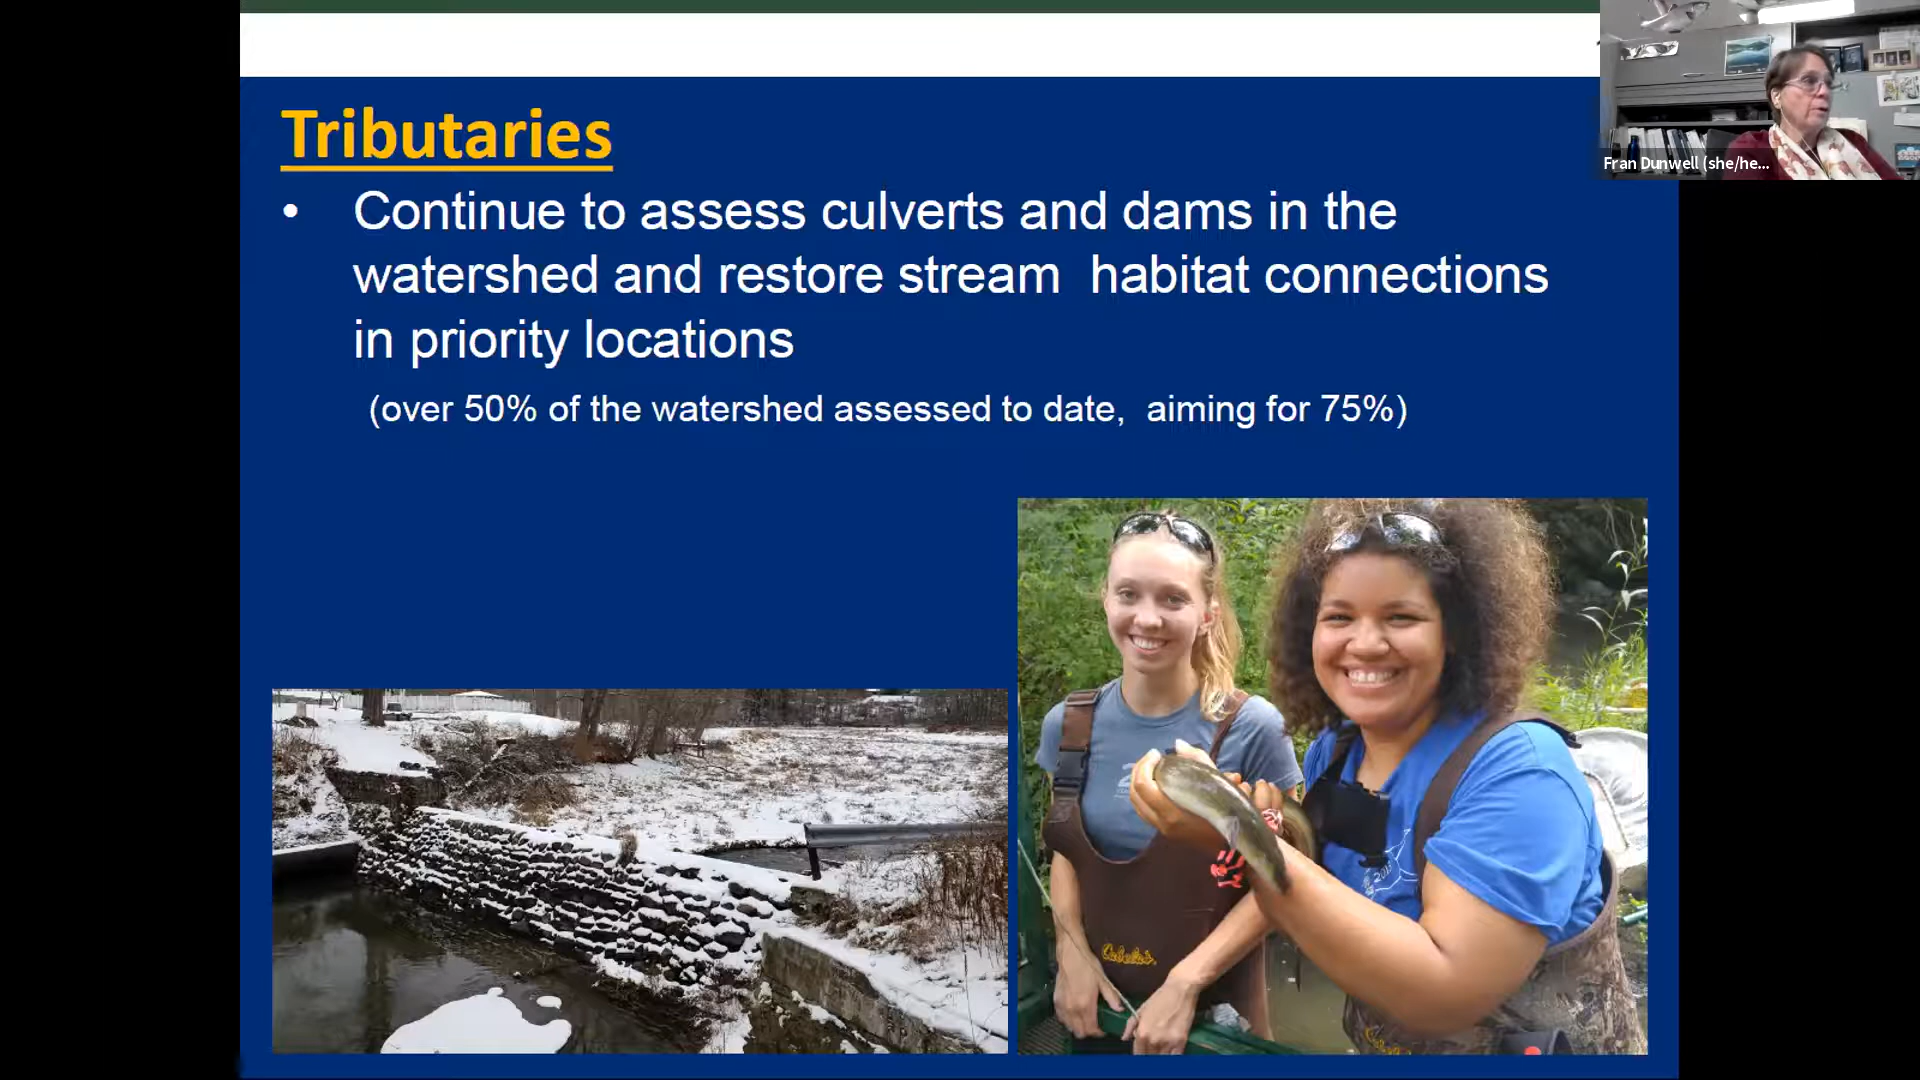 Tributaries
• Continue to assess culverts and dams in the
watershed and restore stream habitat connections
in priority locations
(over 50% of the watershed assessed to date, aiming for 75%)
Fran Dunwell (she/he...
Cabela's